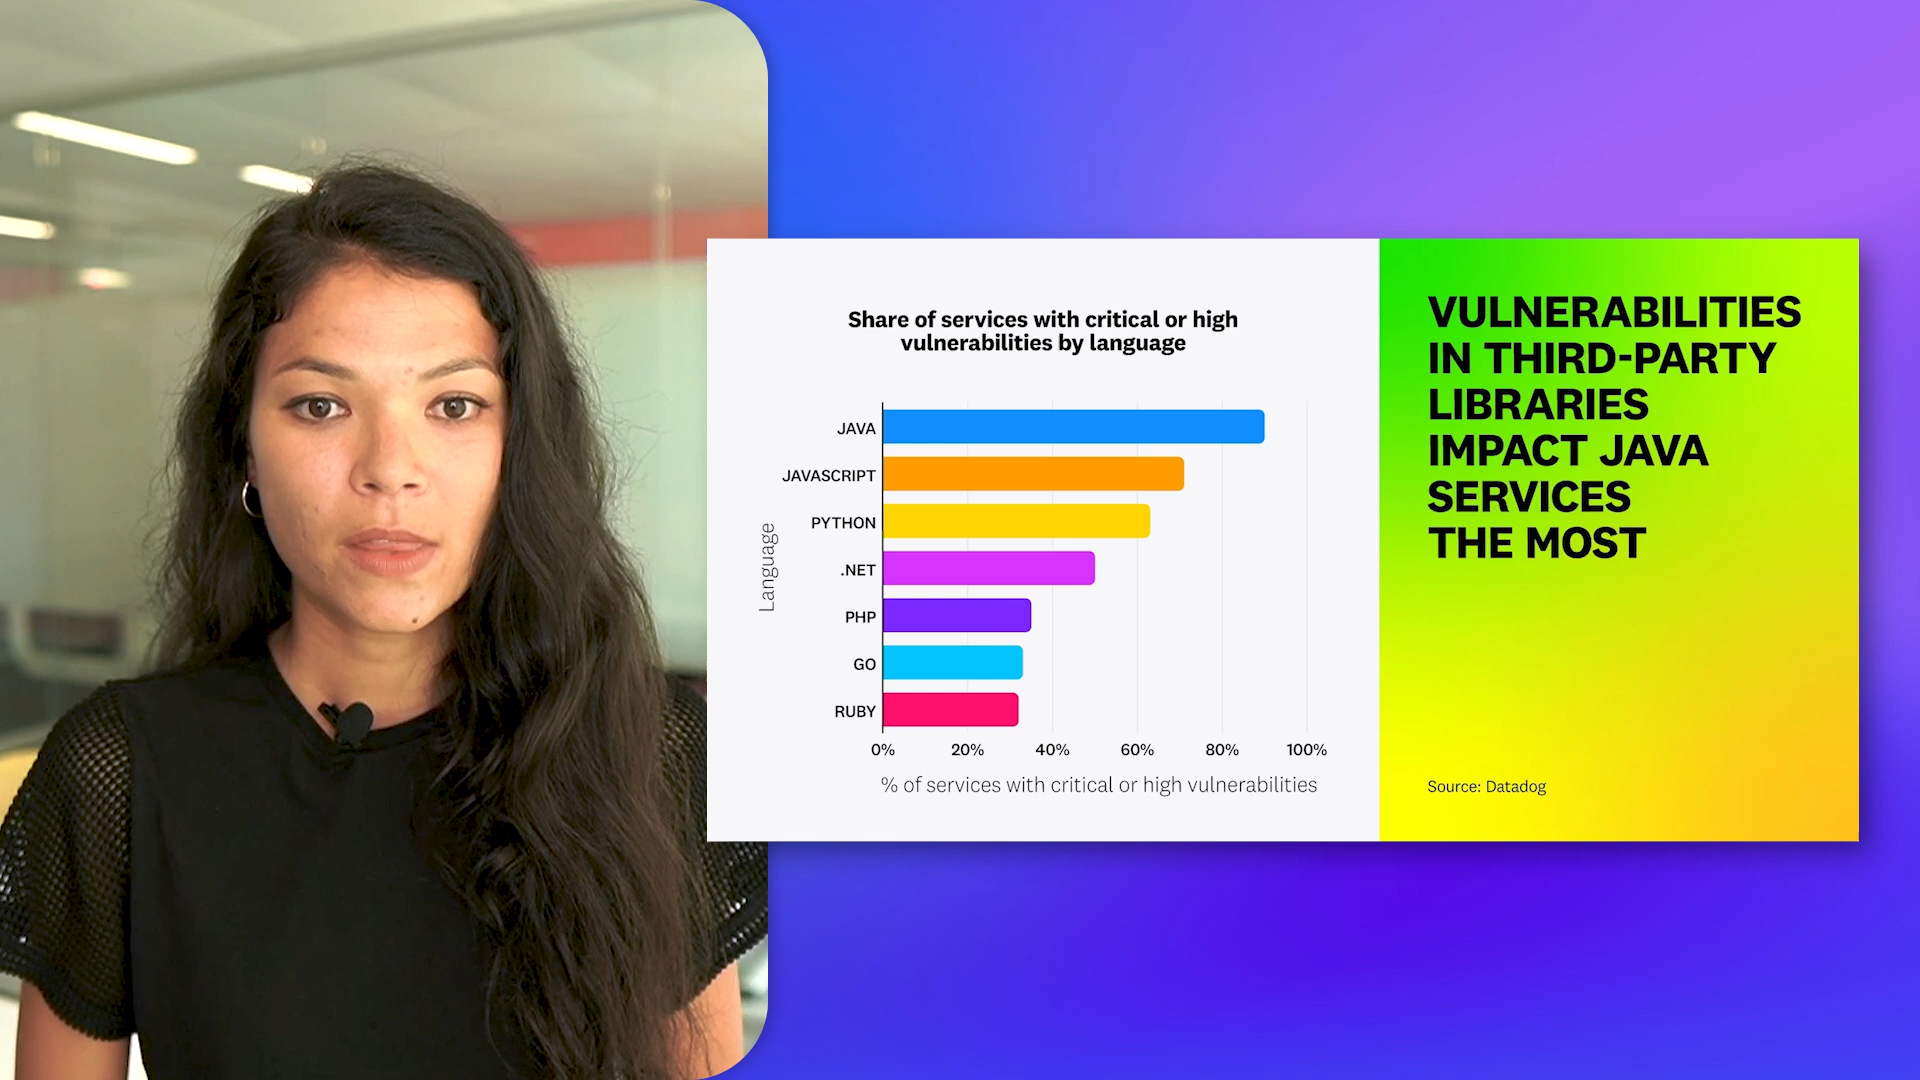 Share of services with critical or high
vulnerabilities by language
Language
JAVA
JAVASCRIPT
PYTHON
.NET
PHP
GO
RUBY
0% 20% 40% 60% 80% 100%
% of services with critical or high vulnerabilities
VULNERABILITIES
IN THIRD-PARTY
LIBRARIES
IMPACT JAVA
SERVICES
THE MOST
Source: Datadog